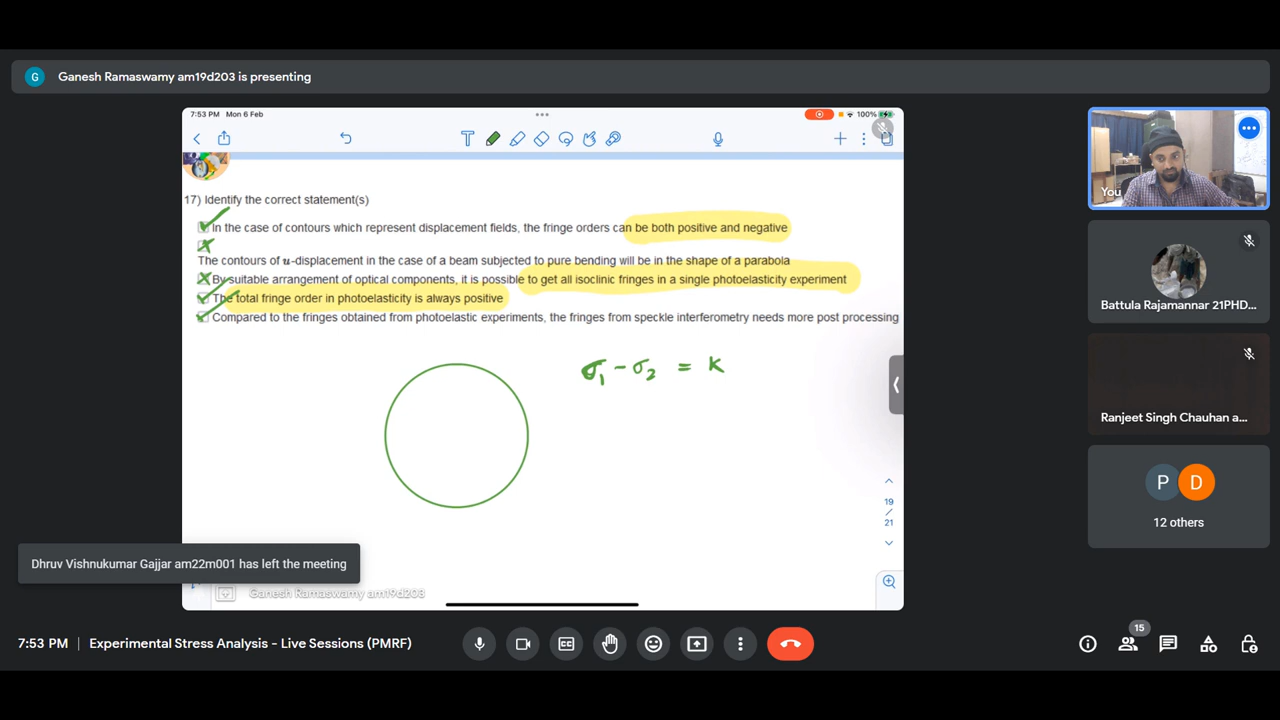 G Ganesh Ramaswamy am19d203 is presenting
7:53 PM Mon 6 Feb
100%
T
17) Identify the correct statement(s)
In the case of contours which represent displacement fields, the fringe orders can be both positive and negative
The contours of u-displacement in the case of a beam subjected to pure bending will be in the shape of a parabola
By suitable arrangement of optical components, it is possible to get all isoclinic fringes in a single photoelasticity experiment
The total fringe order in photoelasticity is always positive
Compared to the fringes obtained from photoelastic experiments, the fringes from speckle interferometry needs more post processing
σ₁ - σ₂ = K
19
/
21
You
Battula Rajamannar 21PHD...
Ranjeet Singh Chauhan a...
P D
12 others
Dhruv Vishnukumar Gajjar am22m001 has left the meeting
Ganesh Ramaswamy am19d203
7:53 PM | Experimental Stress Analysis - Live Sessions (PMRF)
CC
15